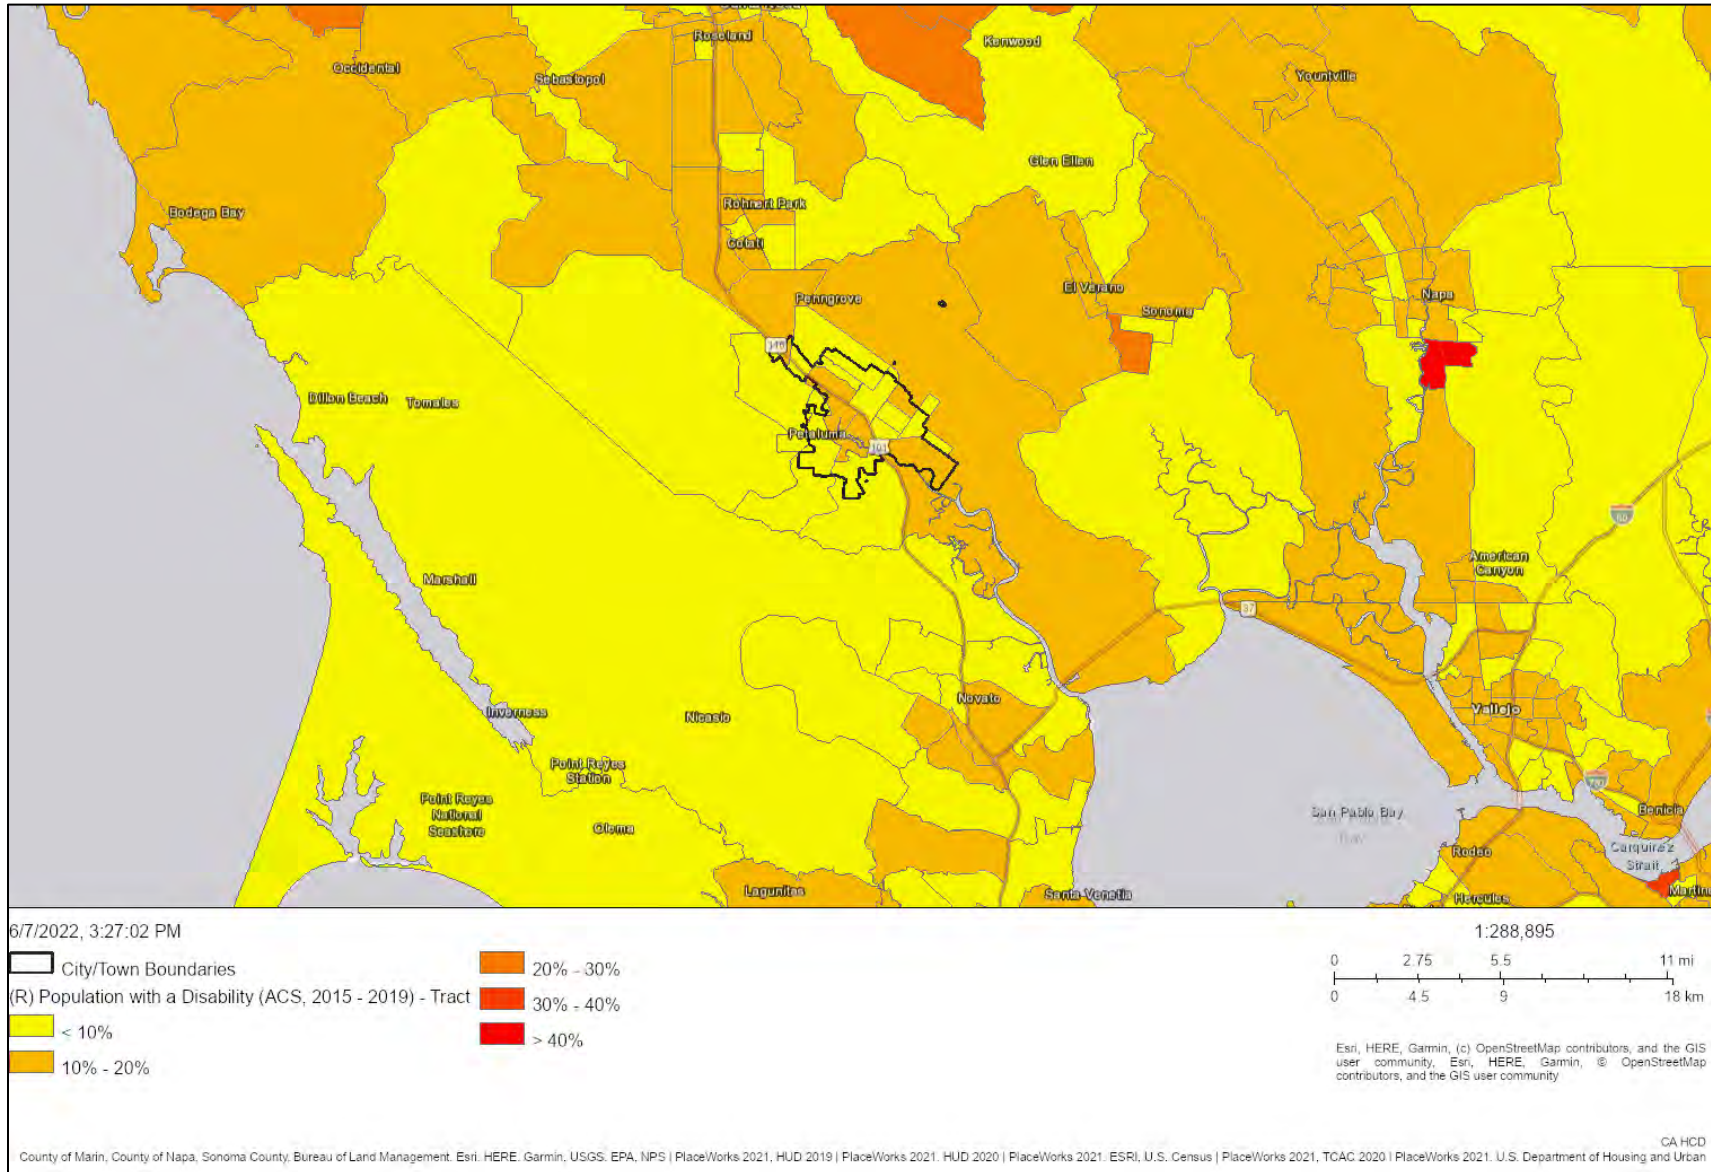 Roseland
Kenwood
Occidental
Sebastopol
Yountville
Glen Ellen
Bodega Bay
Rohnert Park
Cotati
El Verano
Penngrove
Napa
Sonoma
Dillon Beach
Tomales
Petaluma
101
80
American
Canyon
Marshall
37
Novato
Vallejo
Inverness
Nicasio
Point Reyes
Station
Point Reyes
National
Seashore
Olema
San Pablo Bay
Benicia
Carquinez
Strait
Rodeo
Lagunitas
Santa Venetia
Hercules
Martin
6/7/2022, 3:27:02 PM
1:288,895
City/Town Boundaries
(R) Population with a Disability (ACS, 2015 - 2019) - Tract
< 10%
10% - 20%
20% - 30%
30% - 40%
> 40%
0 2.75 5.5 11 mi
0 4.5 9 18 km
Esri, HERE, Garmin, (c) OpenStreetMap contributors, and the GIS
user community, Esri, HERE, Garmin, © OpenStreetMap
contributors, and the GIS user community
CA HCD
County of Marin, County of Napa, Sonoma County, Bureau of Land Management, Esri, HERE, Garmin, USGS, EPA, NPS | PlaceWorks 2021, HUD 2019 | PlaceWorks 2021, HUD 2020 | PlaceWorks 2021, ESRI, U.S. Census | PlaceWorks 2021, TCAC 2020 | PlaceWorks 2021, U.S. Department of Housing and Urban